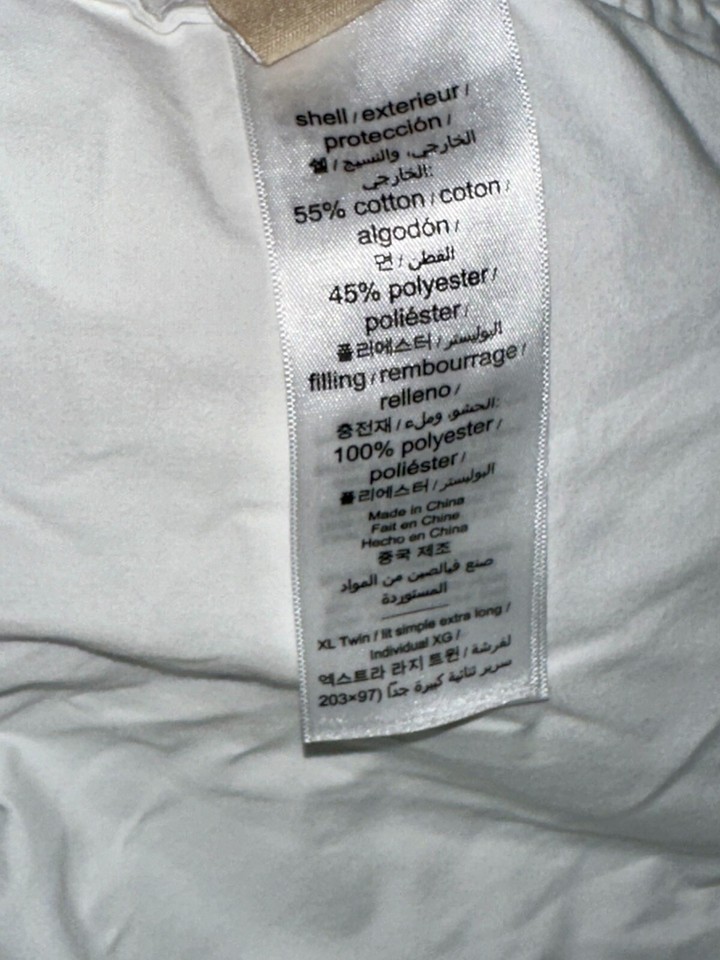 shell / exterieur /
protección /
쉘 / الخارجي، والنسيج
الخارجي:
55% cotton / coton /
algodón /
면 / القطن
45% polyester /
poliéster /
폴리에스터 / البوليستر
filling / rembourrage /
relleno /
충전재 / الحشو، وملء:
100% polyester /
poliéster /
폴리에스터 / البوليستر
Made in China
Fait en Chine
Hecho en China
중국 제조
صنع فيالصين من المواد
المستوردة
XL Twin / lit simple extra long /
Individual XG /
엑스트라 라지 트윈 / لفرشة
سرير ثنائية كبيرة جداً (203×97